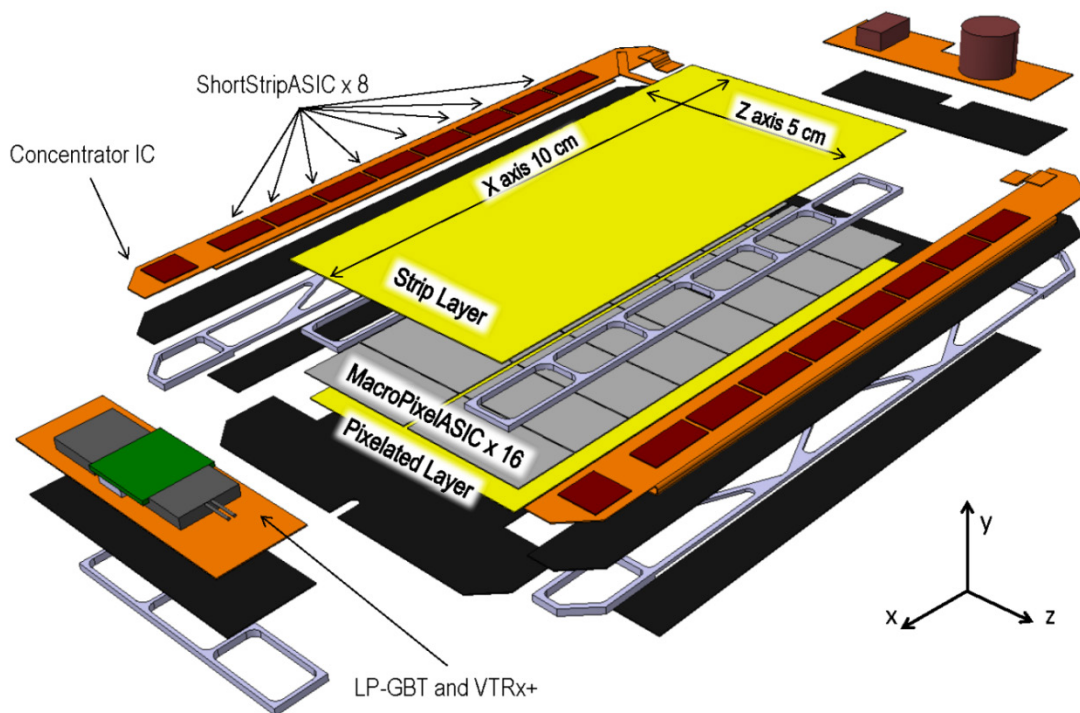 ShortStripASIC x 8
Concentrator IC
Z axis 5 cm
X axis 10 cm
Strip Layer
MacroPixelASIC x 16
Pixelated Layer
y
x
z
LP-GBT and VTRx+